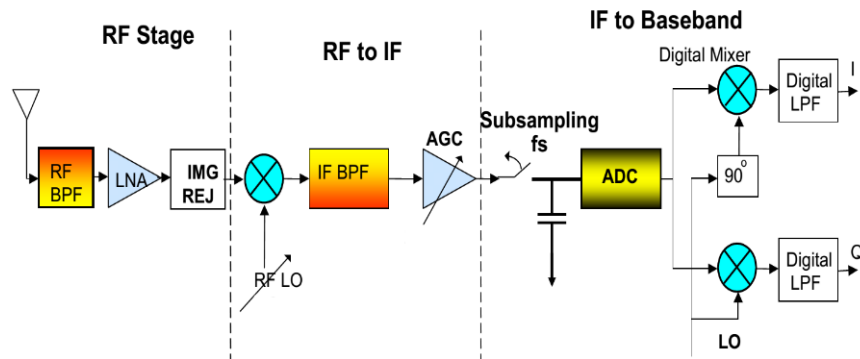 RF Stage
RF to IF
IF to Baseband
Digital Mixer
Digital
LPF
I
AGC
Subsampling
fs
RF
BPF
LNA
IMG
REJ
IF BPF
ADC
90°
RF LO
Digital
LPF
Q
LO